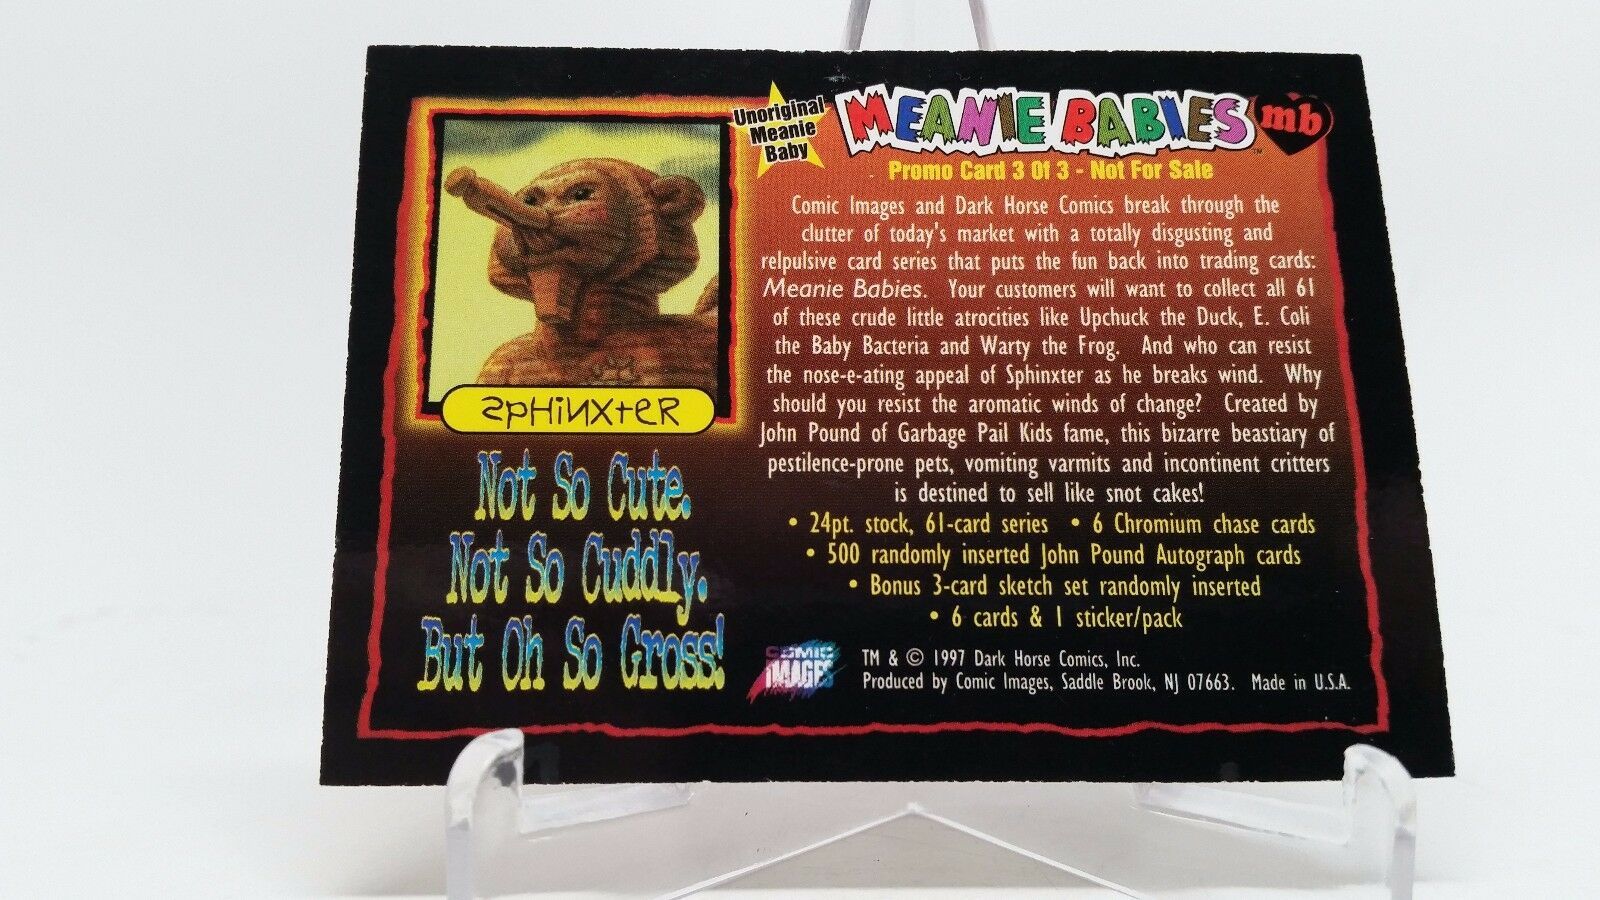 Unoriginal
Meanie
Baby
MEANIE BABIES
™
mb
Promo Card 3 Of 3 - Not For Sale
Comic Images and Dark Horse Comics break through the
clutter of today's market with a totally disgusting and
relpulsive card series that puts the fun back into trading cards:
Meanie Babies. Your customers will want to collect all 61
of these crude little atrocities like Upchuck the Duck, E. Coli
the Baby Bacteria and Warty the Frog. And who can resist
the nose-e-ating appeal of Sphinxter as he breaks wind. Why
should you resist the aromatic winds of change? Created by
John Pound of Garbage Pail Kids fame, this bizarre beastiary of
pestilence-prone pets, vomiting varmits and incontinent critters
is destined to sell like snot cakes!
• 24pt. stock, 61-card series • 6 Chromium chase cards
• 500 randomly inserted John Pound Autograph cards
• Bonus 3-card sketch set randomly inserted
• 6 cards & 1 sticker/pack
SPHiNXteR
Not So Cute.
Not So Cuddly.
But Oh So Gross!
COMIC
IMAGES
TM & © 1997 Dark Horse Comics, Inc.
Produced by Comic Images, Saddle Brook, NJ 07663. Made in U.S.A.